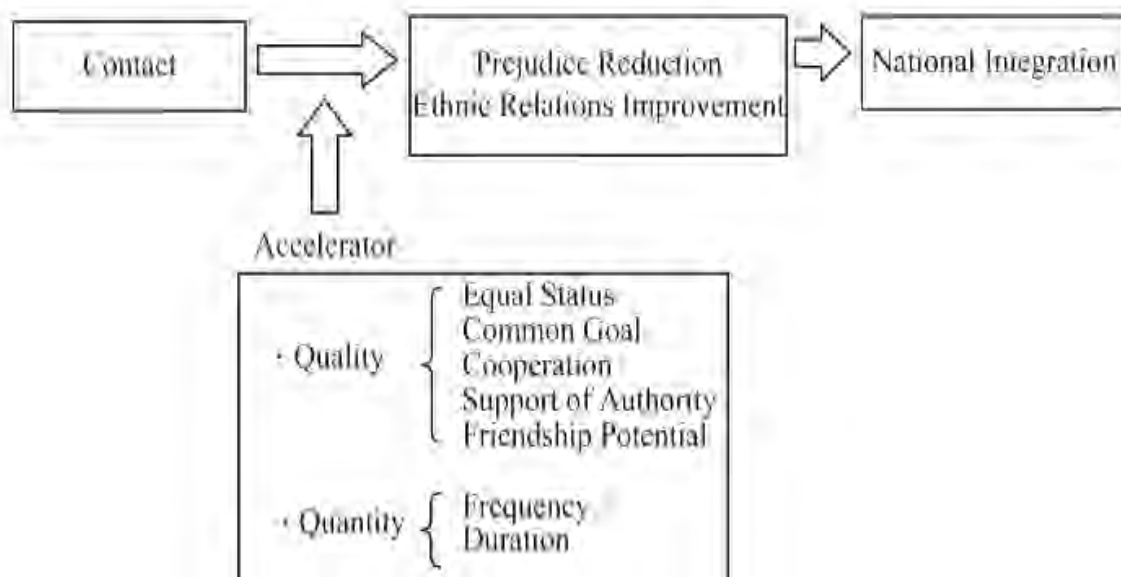 Contact
Prejudice Reduction
Ethnic Relations Improvement
National Integration
Accelerator
· Quality
Equal Status
Common Goal
Cooperation
Support of Authority
Friendship Potential
· Quantity
Frequency
Duration